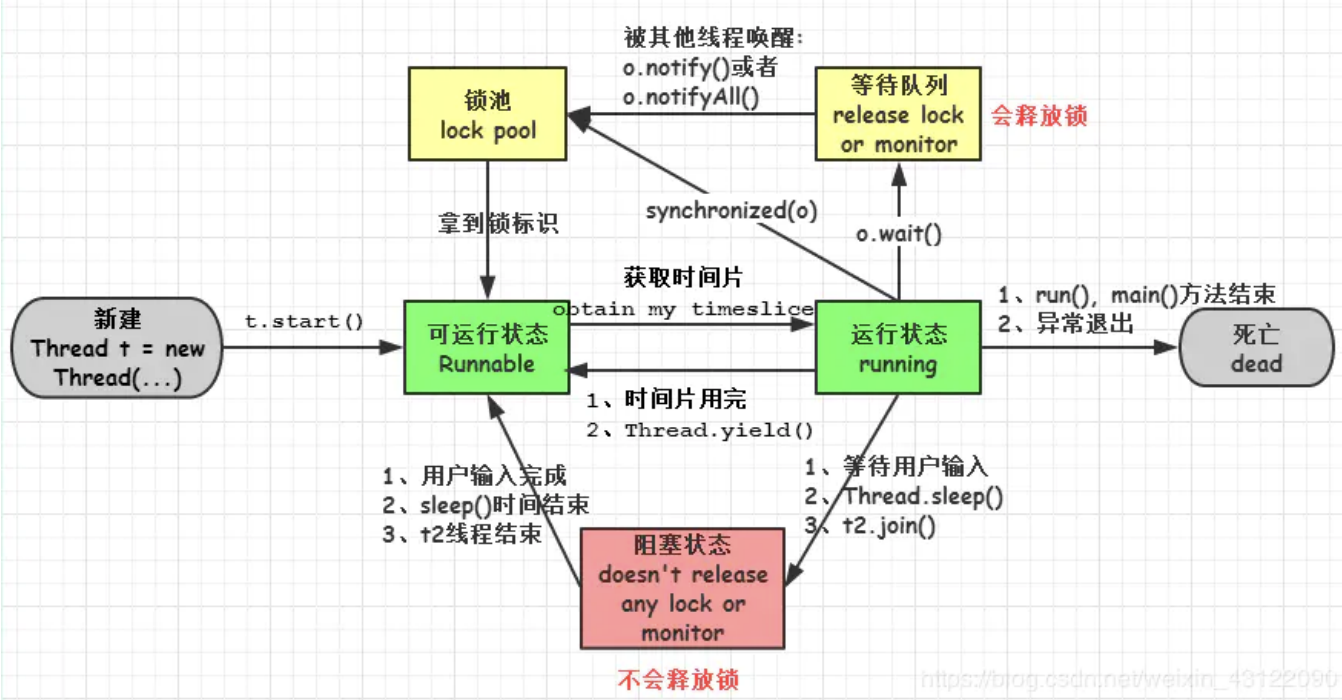 被其他线程唤醒:
o.notify()或者
o.notifyAll()
锁池
lock pool
等待队列
release lock
or monitor
会释放锁
拿到锁标识
synchronized(o)
o.wait()
新建
Thread t = new
Thread(...)
t.start()
可运行状态
Runnable
获取时间片
obtain my timeslice
运行状态
running
1、run(), main()方法结束
2、异常退出
死亡
dead
1、时间片用完
2、Thread.yield()
1、用户输入完成
2、sleep()时间结束
3、t2线程结束
1、等待用户输入
2、Thread.sleep()
3、t2.join()
阻塞状态
doesn't release
any lock or
monitor
不会释放锁
https://blog.csdn.net/weixin_43122090